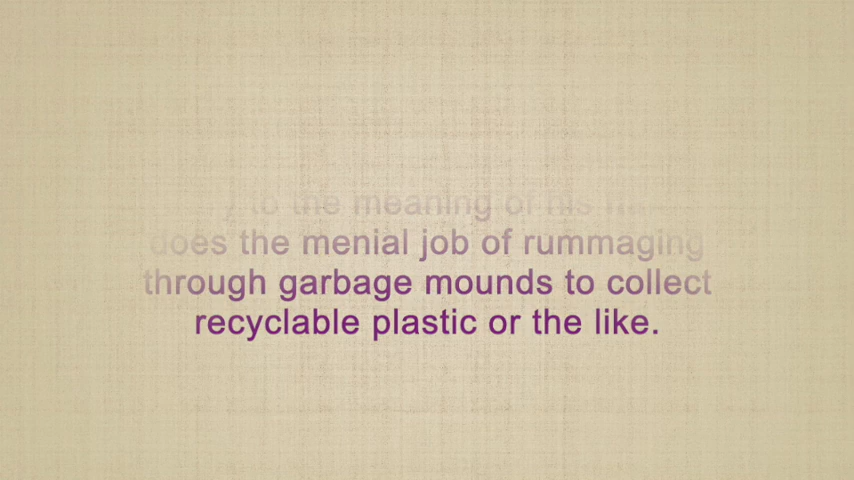 to the meaning of his
does the menial job of rummaging
through garbage mounds to collect
recyclable plastic or the like.